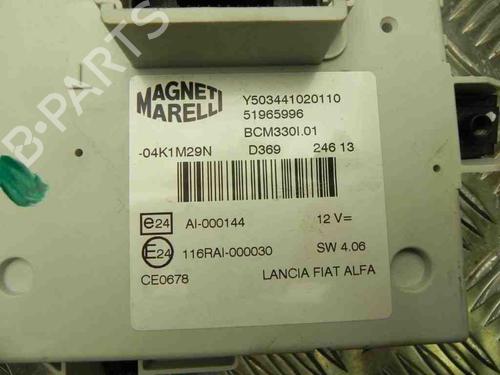 MAGNETI MARELLI
Y503441020110
51965996
BCM330I.01
-04K1M29N D369 246 13
e24 AI-000144 12 V=
E24 116RAI-000030 SW 4.06
CE0678 LANCIA FIAT ALFA
B-PARTS